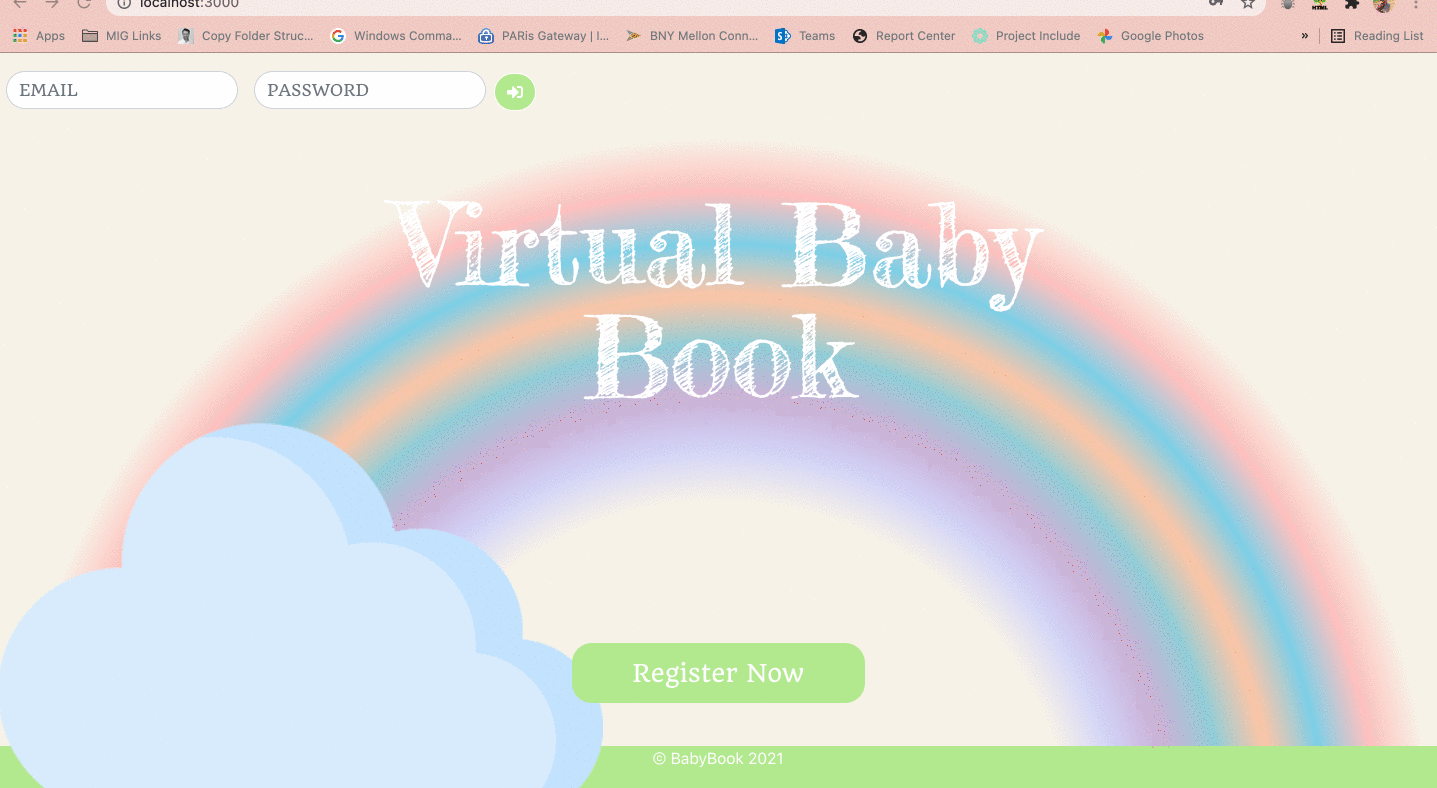 localhost:3000
Apps MIG Links Copy Folder Struc... Windows Comma... PARis Gateway | I... BNY Mellon Conn... Teams Report Center Project Include Google Photos » Reading List
EMAIL PASSWORD
Virtual Baby
Book
Register Now
© BabyBook 2021